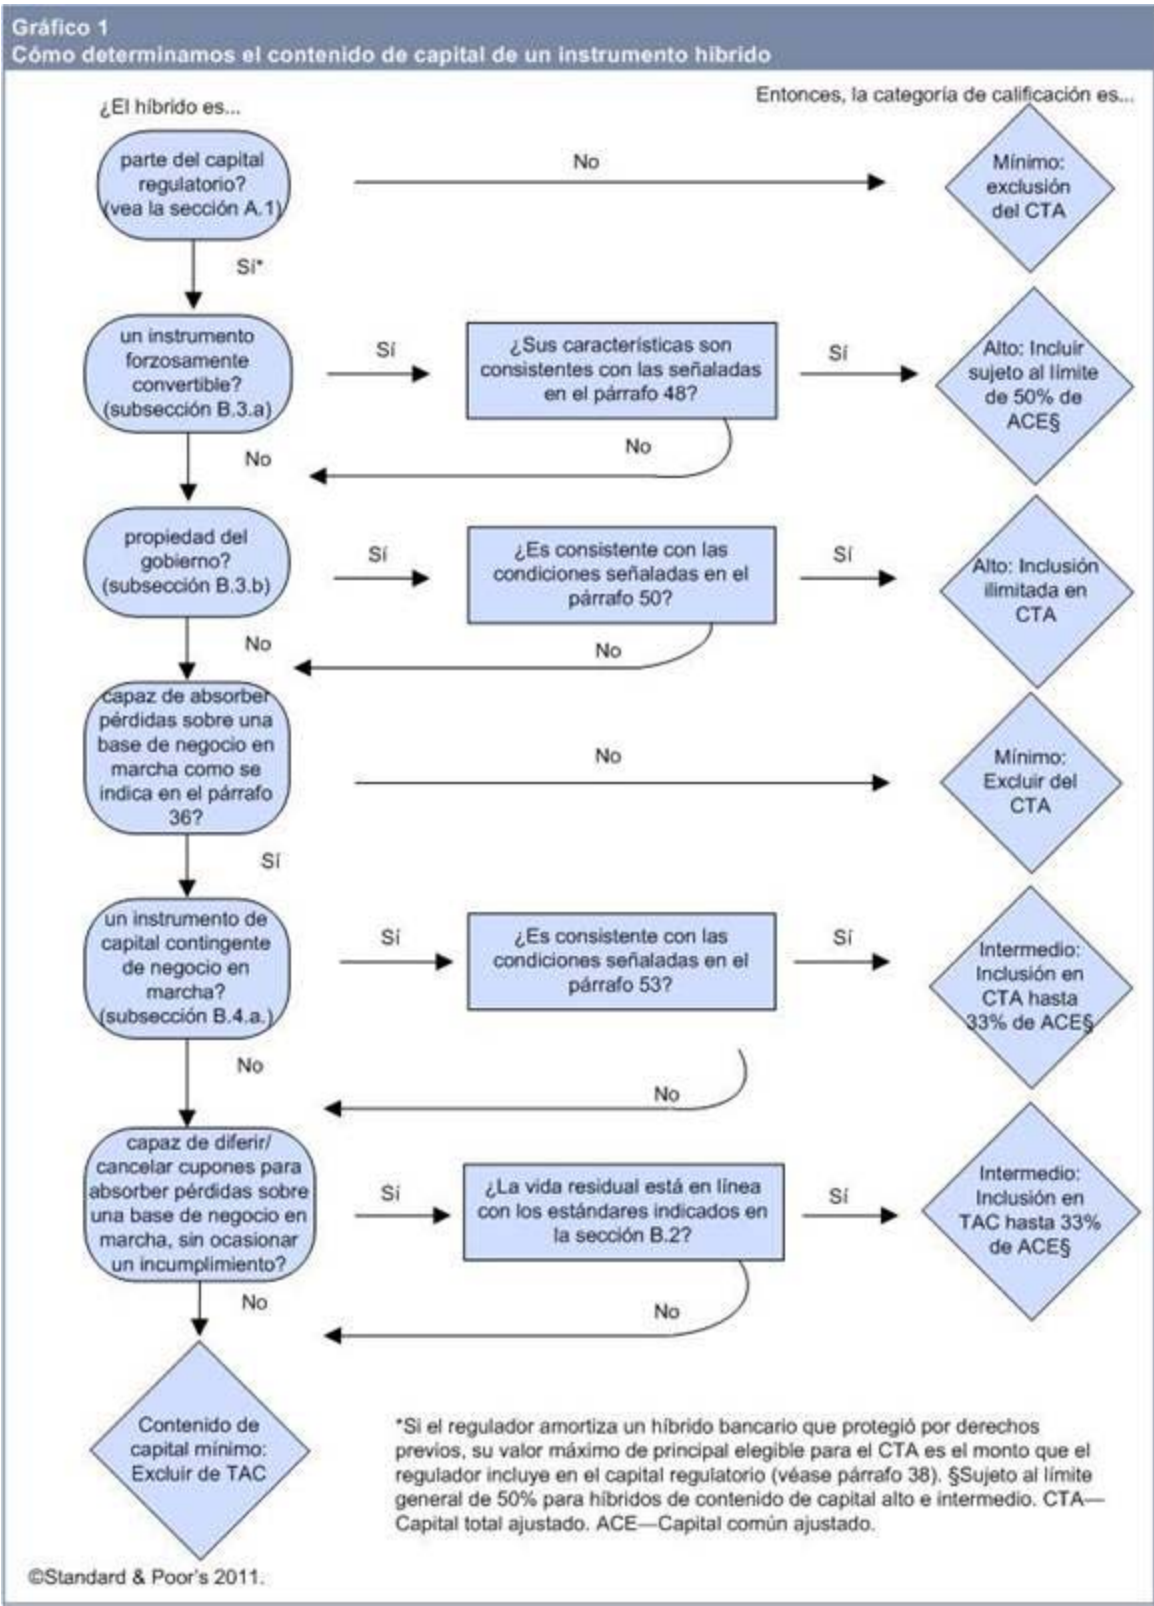 Gráfico 1
Cómo determinamos el contenido de capital de un instrumento híbrido
¿El híbrido es...
Entonces, la categoría de calificación es...
parte del capital
regulatorio?
(vea la sección A.1)
No
Mínimo:
exclusión
del CTA
Sí*
un instrumento
forzosamente
convertible?
(subsección B.3.a)
Sí
¿Sus características son
consistentes con las señaladas
en el párrafo 48?
Sí
Alto: Incluir
sujeto al límite
de 50% de
ACE§
No
No
propiedad del
gobierno?
(subsección B.3.b)
Sí
¿Es consistente con las
condiciones señaladas en el
párrafo 50?
Sí
Alto: Inclusión
ilimitada en
CTA
No
No
capaz de absorber
pérdidas sobre una
base de negocio en
marcha como se
indica en el párrafo
36?
No
Mínimo:
Excluir del
CTA
Sí
un instrumento de
capital contingente
de negocio en
marcha?
(subsección B.4.a.)
Sí
¿Es consistente con las
condiciones señaladas en el
párrafo 53?
Sí
Intermedio:
Inclusión en
CTA hasta
33% de ACE§
No
No
capaz de diferir/
cancelar cupones para
absorber pérdidas sobre
una base de negocio en
marcha, sin ocasionar
un incumplimiento?
Sí
¿La vida residual está en línea
con los estándares indicados en
la sección B.2?
Sí
Intermedio:
Inclusión en
TAC hasta 33%
de ACE§
No
No
Contenido de
capital mínimo:
Excluir de TAC
*Si el regulador amortiza un híbrido bancario que protegió por derechos
previos, su valor máximo de principal elegible para el CTA es el monto que el
regulador incluye en el capital regulatorio (véase párrafo 38). §Sujeto al límite
general de 50% para híbridos de contenido de capital alto e intermedio. CTA—
Capital total ajustado. ACE—Capital común ajustado.
©Standard & Poor's 2011.